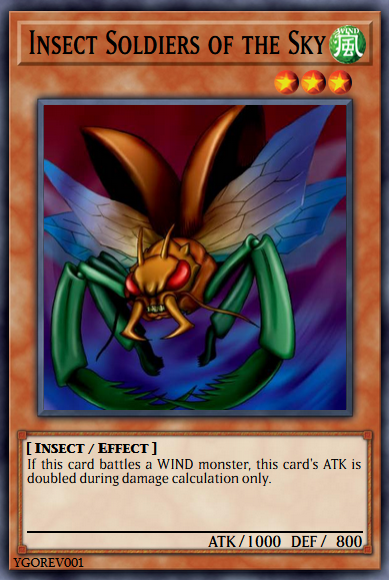 Insect Soldiers of the Sky
WIND
風
[ Insect / Effect ]
If this card battles a WIND monster, this card's ATK is
doubled during damage calculation only.
ATK / 1000 DEF / 800
YGOREV001